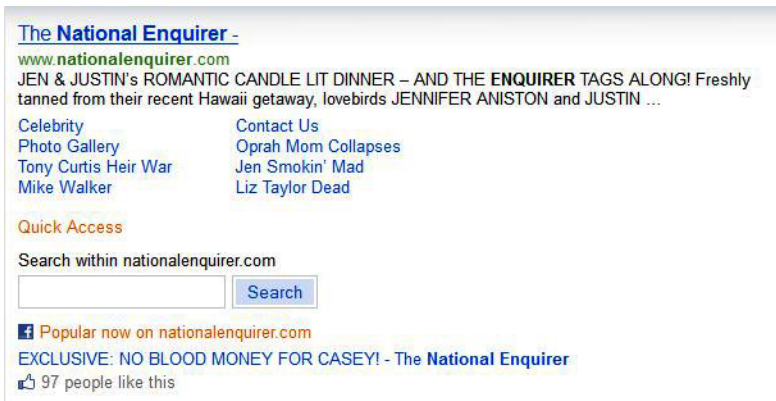 The National Enquirer -
www.nationalenquirer.com
JEN & JUSTIN's ROMANTIC CANDLE LIT DINNER – AND THE ENQUIRER TAGS ALONG! Freshly
tanned from their recent Hawaii getaway, lovebirds JENNIFER ANISTON and JUSTIN ...
Celebrity
Photo Gallery
Tony Curtis Heir War
Mike Walker
Contact Us
Oprah Mom Collapses
Jen Smokin' Mad
Liz Taylor Dead
Quick Access
Search within nationalenquirer.com
Search
Popular now on nationalenquirer.com
EXCLUSIVE: NO BLOOD MONEY FOR CASEY! - The National Enquirer
97 people like this